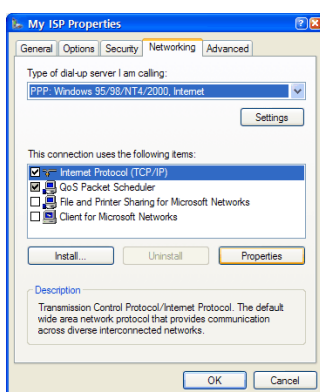 My ISP Properties
General Options Security Networking Advanced
Type of dial-up server I am calling:
PPP: Windows 95/98/NT4/2000, Internet
Settings
This connection uses the following items:
Internet Protocol (TCP/IP)
QoS Packet Scheduler
File and Printer Sharing for Microsoft Networks
Client for Microsoft Networks
Install... Uninstall Properties
Description
Transmission Control Protocol/Internet Protocol. The default
wide area network protocol that provides communication
across diverse interconnected networks.
OK Cancel